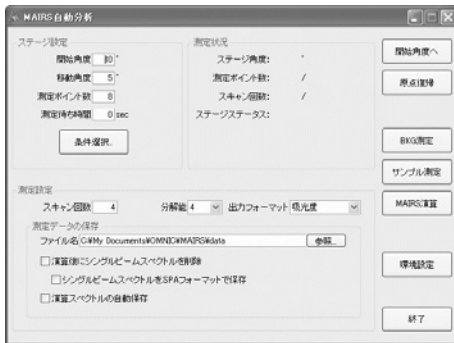 MAIRS自動分析
ステージ設定
開始角度 0 °
移動角度 5 °
測定ポイント数 8
測定待ち時間 0 sec
条件選択..
測定状況
ステージ角度: °
測定ポイント数: /
スキャン回数: /
ステージステータス:
開始角度へ
原点復帰
BKG測定
サンプル測定
MAIRS演算
環境設定
終了
測定設定
スキャン回数 4 分解能 4 出力フォーマット 吸光度
測定データの保存
ファイル名 C:¥My Documents¥OMNIC¥MAIRS¥data 参照...
演算後にシングルビームスペクトルを削除
シングルビームスペクトルをSPAフォーマットで保存
演算スペクトルの自動保存